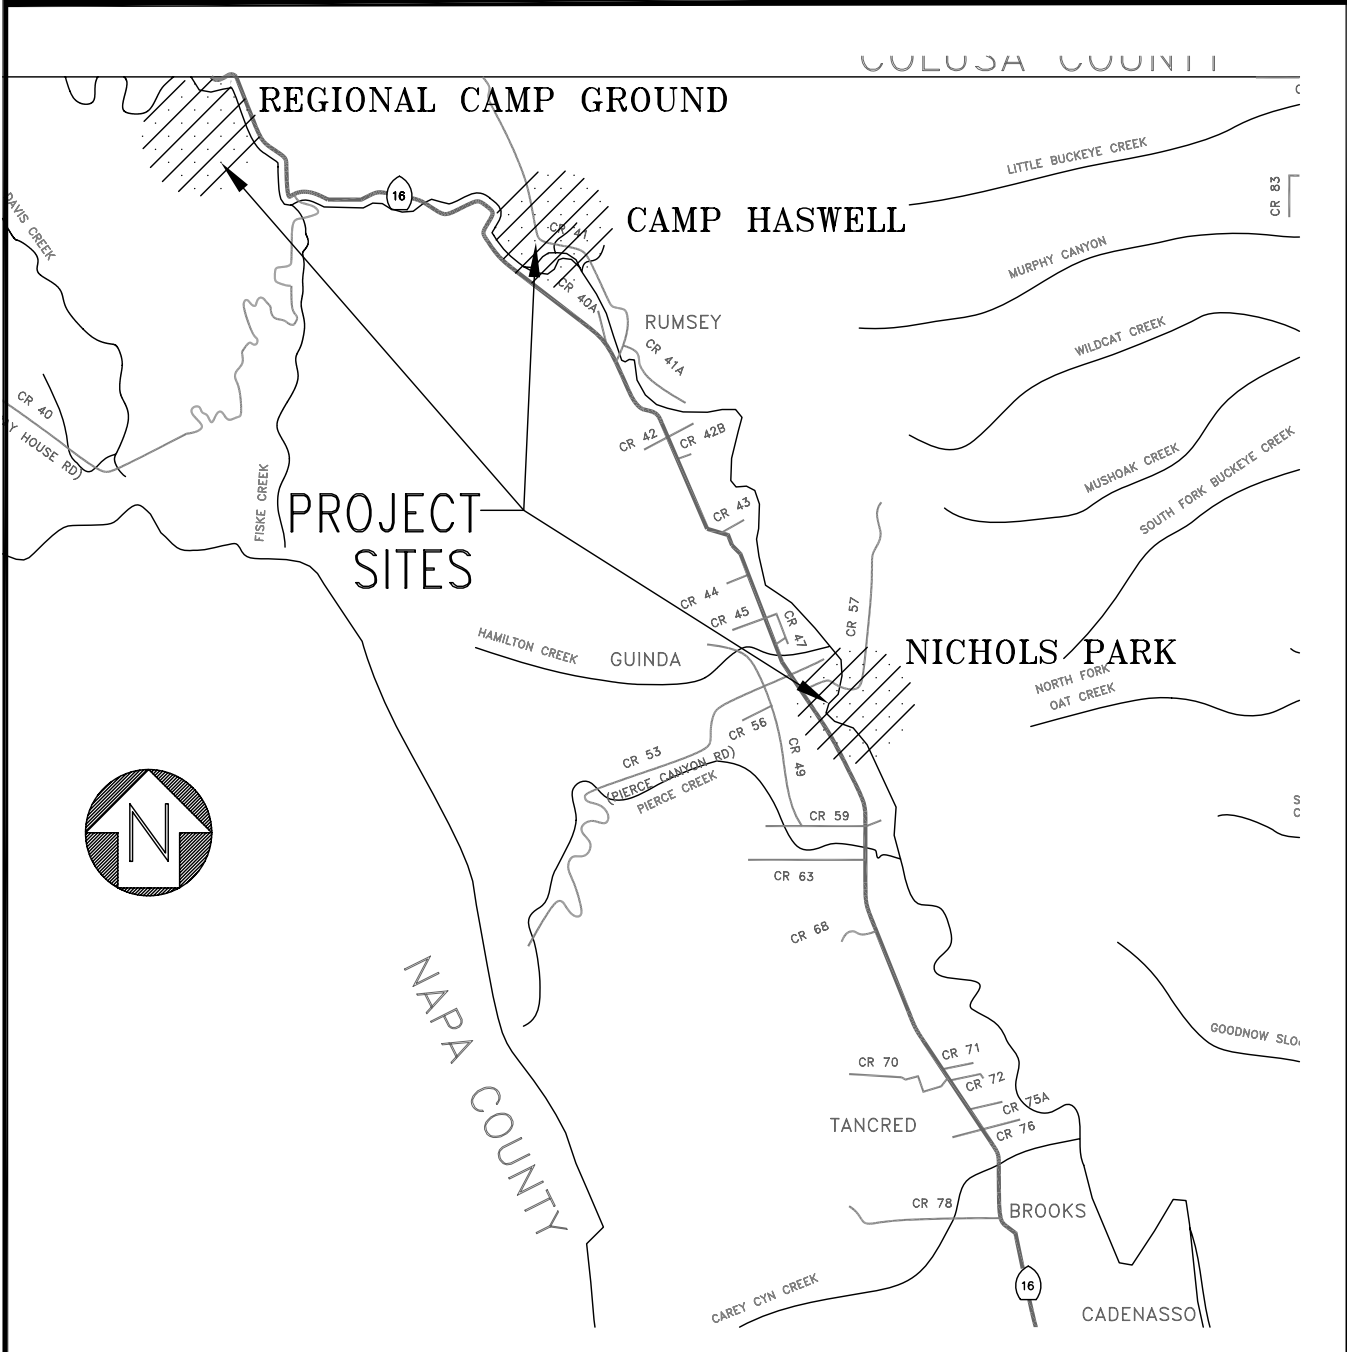 COLUSA COUNTY
REGIONAL CAMP GROUND
LITTLE BUCKEYE CREEK
CR 83
16
DAVIS CREEK
CAMP HASWELL
CR 41
MURPHY CANYON
CR 40A
RUMSEY
WILDCAT CREEK
CR 41A
CR 40
Y HOUSE RD)
CR 42
CR 42B
MUSHOAK CREEK
SOUTH FORK BUCKEYE CREEK
FISKE CREEK
PROJECT
SITES
CR 43
CR 44
CR 45
CR 47
CR 57
HAMILTON CREEK
GUINDA
NICHOLS PARK
NORTH FORK
OAT CREEK
CR 56
CR 53
(PIERCE CANYON RD)
PIERCE CREEK
CR 49
CR 59
N
CR 63
CR 68
NAPA COUNTY
GOODNOW SLO
CR 70
CR 71
CR 72
CR 75A
TANCRED
CR 76
CR 78
BROOKS
16
CAREY CYN CREEK
CADENASSO